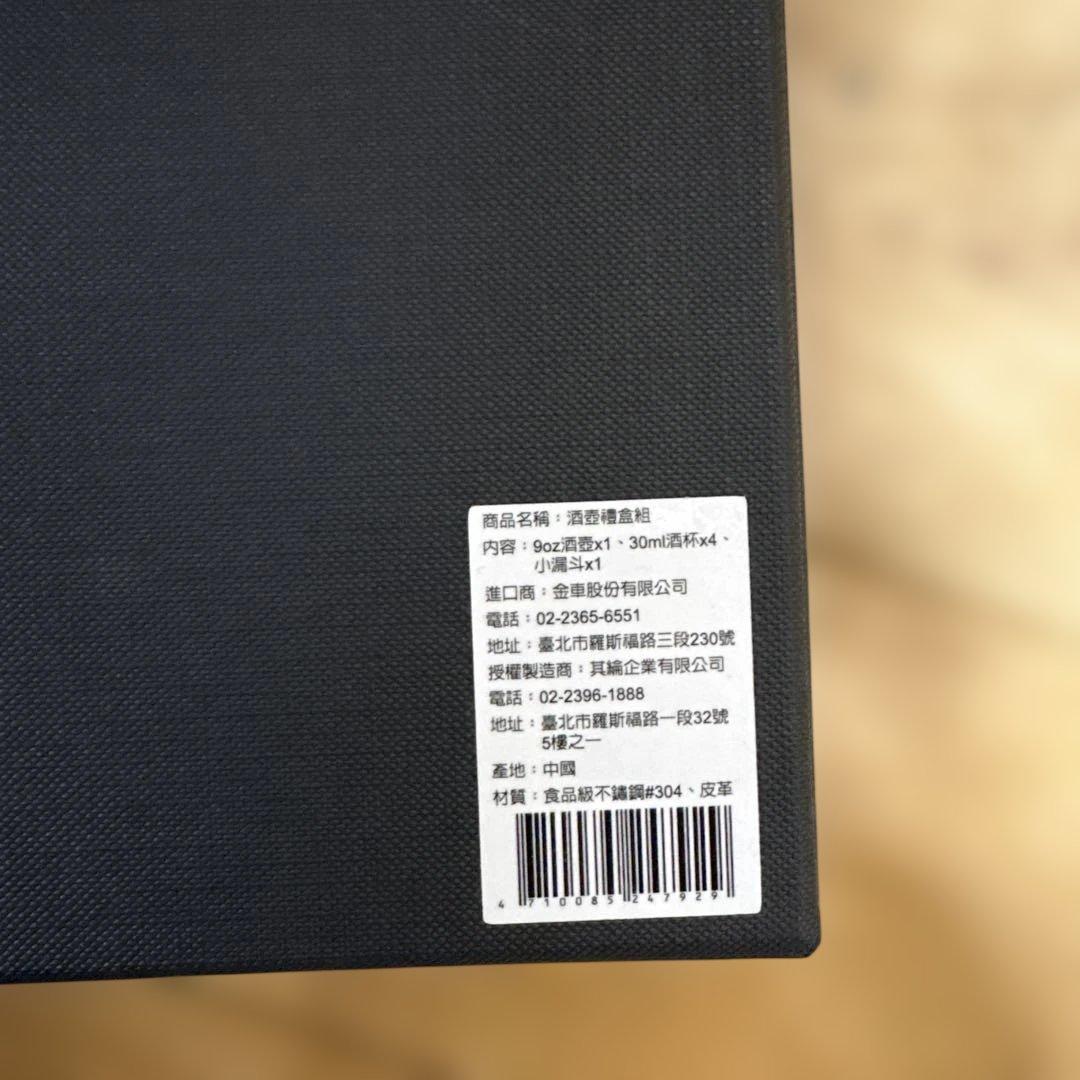 商品名稱：酒壺禮盒組
內容：9oz酒壺x1、30ml酒杯x4、
小漏斗x1
進口商：金車股份有限公司
電話：02-2365-6551
地址：臺北市羅斯福路三段230號
授權製造商：其綸企業有限公司
電話：02-2396-1888
地址：臺北市羅斯福路一段32號
5樓之一
產地：中國
材質：食品級不鏽鋼#304、皮革
4 710085 247929